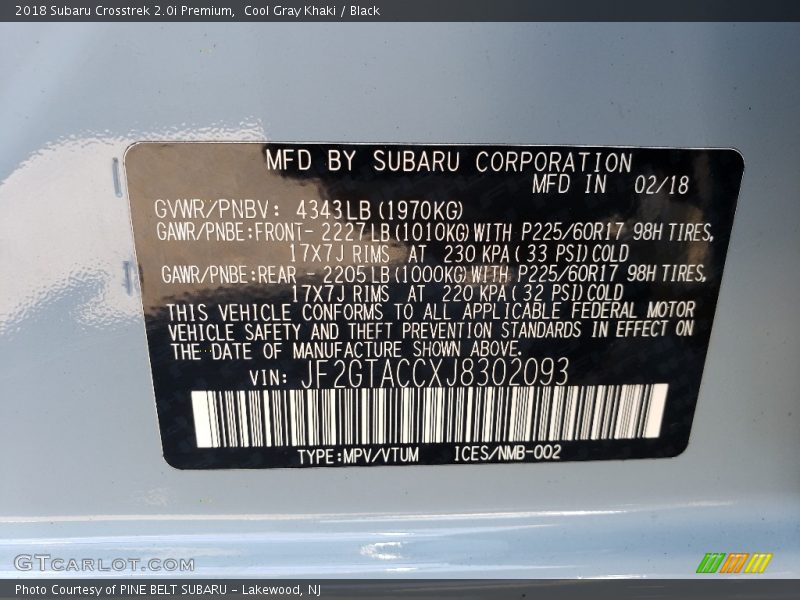 2018 Subaru Crosstrek 2.0i Premium,  Cool Gray Khaki / Black
MFD BY SUBARU CORPORATION
MFD IN 02/18
GVWR/PNBV: 4343LB (1970KG)
GAWR/PNBE:FRONT- 2227LB (1010KG)WITH P225/60R17 98H TIRES,
17X7J RIMS AT 230 KPA ( 33 PSI) COLD
GAWR/PNBE:REAR - 2205LB (1000KG)WITH P225/60R17 98H TIRES,
17X7J RIMS AT 220 KPA ( 32 PSI) COLD
THIS VEHICLE CONFORMS TO ALL APPLICABLE FEDERAL MOTOR
VEHICLE SAFETY AND THEFT PREVENTION STANDARDS IN EFFECT ON
THE DATE OF MANUFACTURE SHOWN ABOVE.
VIN: JF2GTACCXJ8302093
TYPE:MPV/VTUM ICES/NMB-002
GTCARLOT.COM
Photo Courtesy of PINE BELT SUBARU - Lakewood, NJ